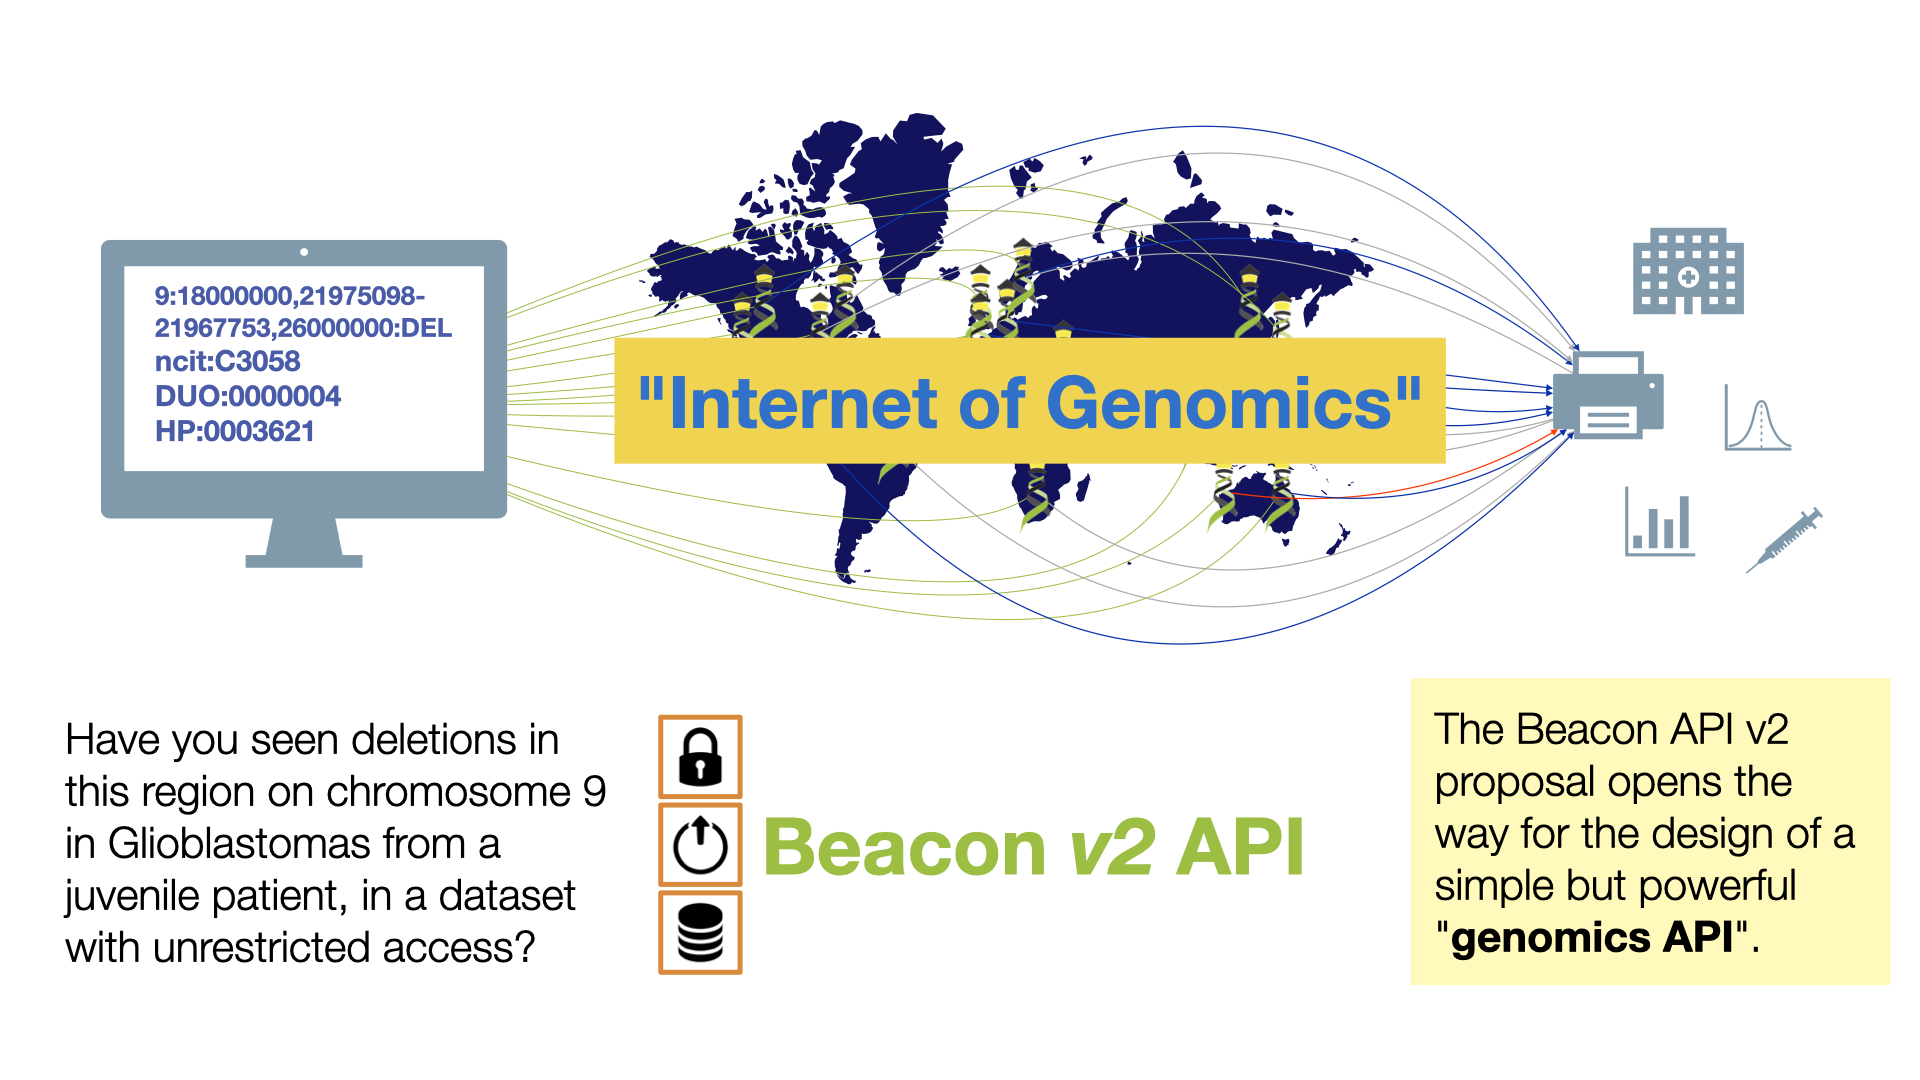 9:18000000,21975098-
21967753,26000000:DEL
ncit:C3058
DUO:0000004
HP:0003621
"Internet of Genomics"
Have you seen deletions in
this region on chromosome 9
in Glioblastomas from a
juvenile patient, in a dataset
with unrestricted access?
Beacon v2 API
The Beacon API v2
proposal opens the
way for the design of a
simple but powerful
"genomics API".